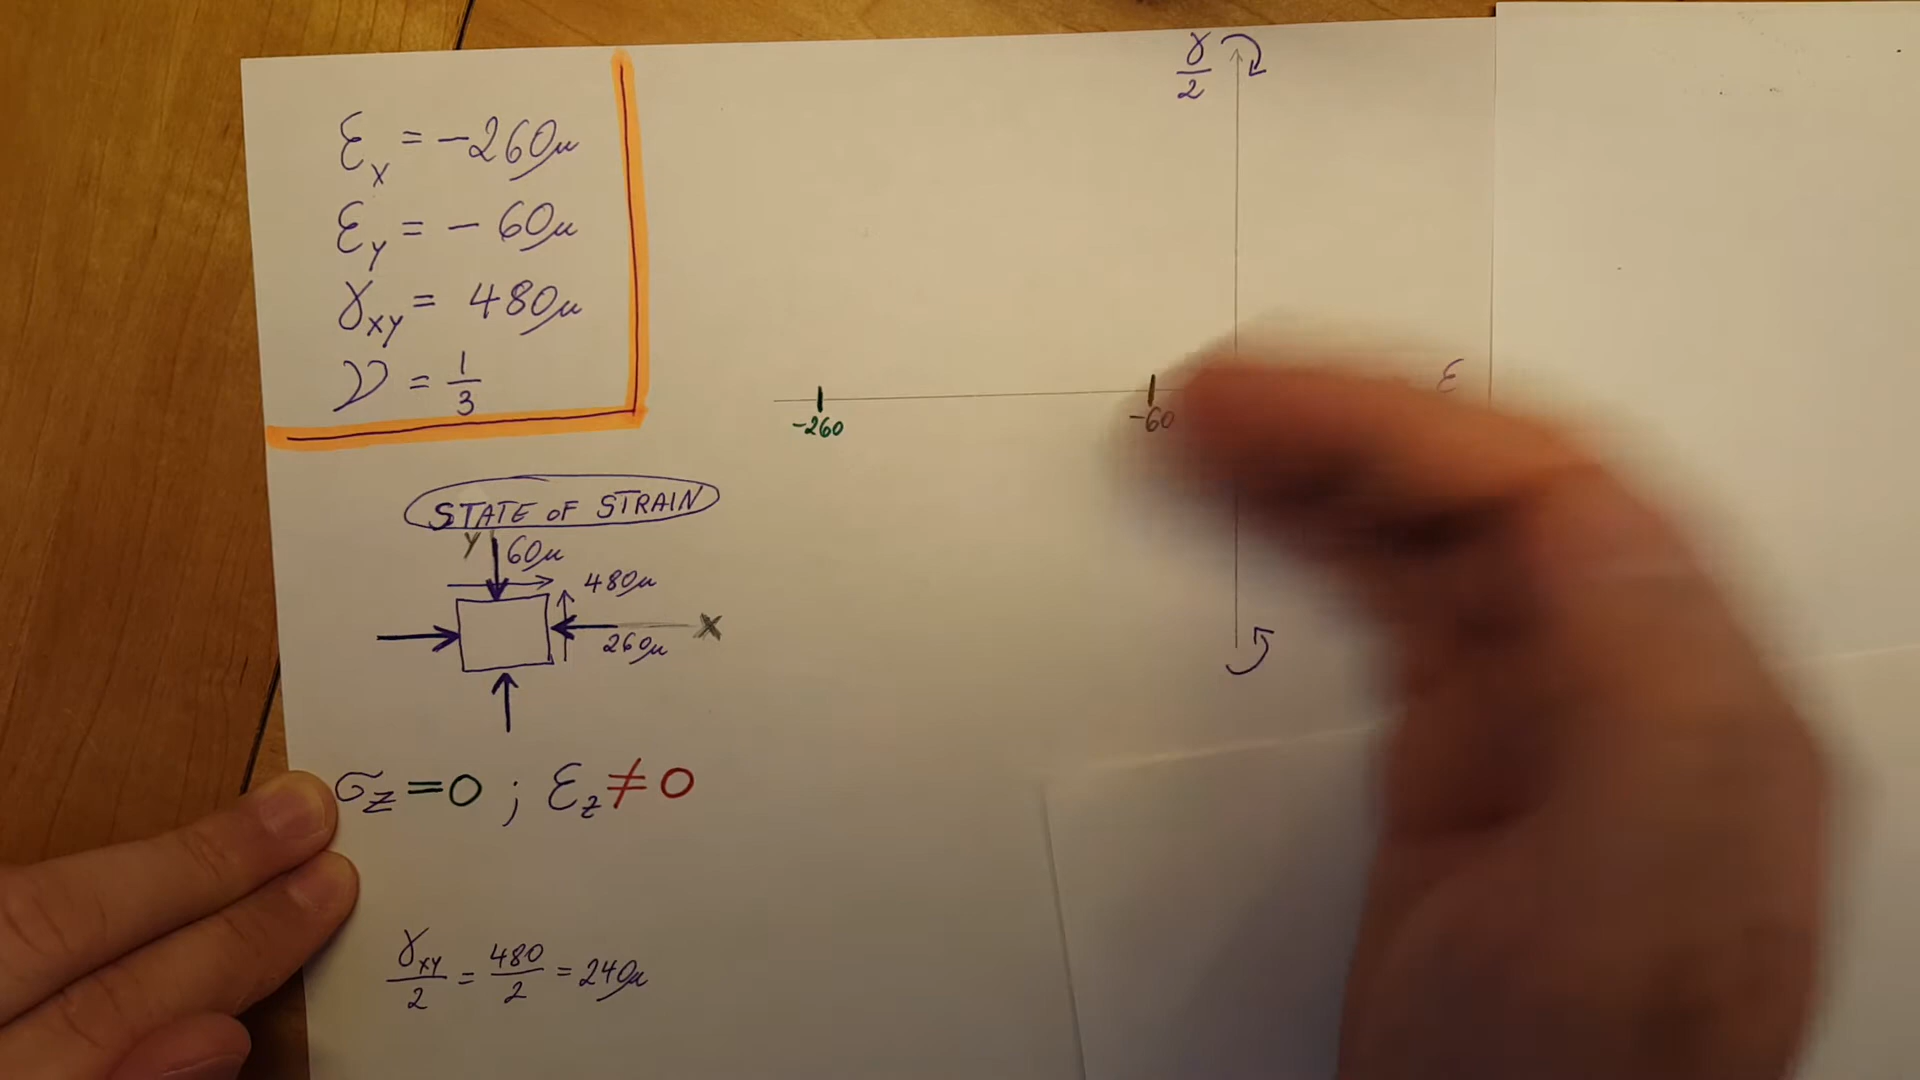 εx = -260μ
εy = - 60μ
γxy = 480μ
ν = 1/3
STATE OF STRAIN
Y 60μ
480μ
X
260μ
σz = 0 ; εz ≠ 0
γxy/2 = 480/2 = 240μ
γ/2
ε
-260
-60